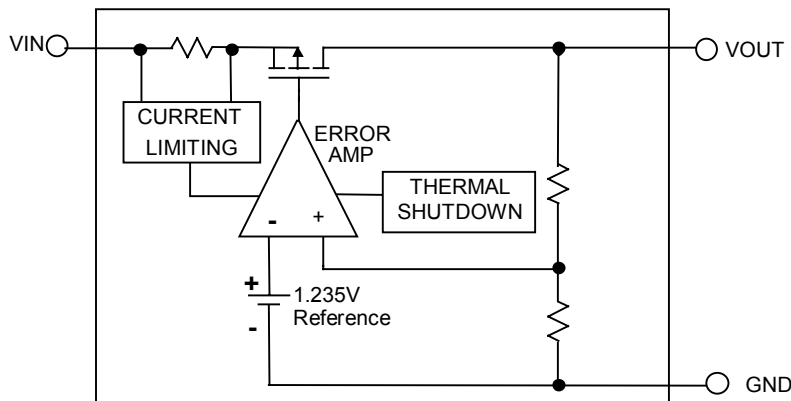 VIN
VOUT
CURRENT
LIMITING
ERROR
AMP
THERMAL
SHUTDOWN
- +
+
1.235V
Reference
-
GND